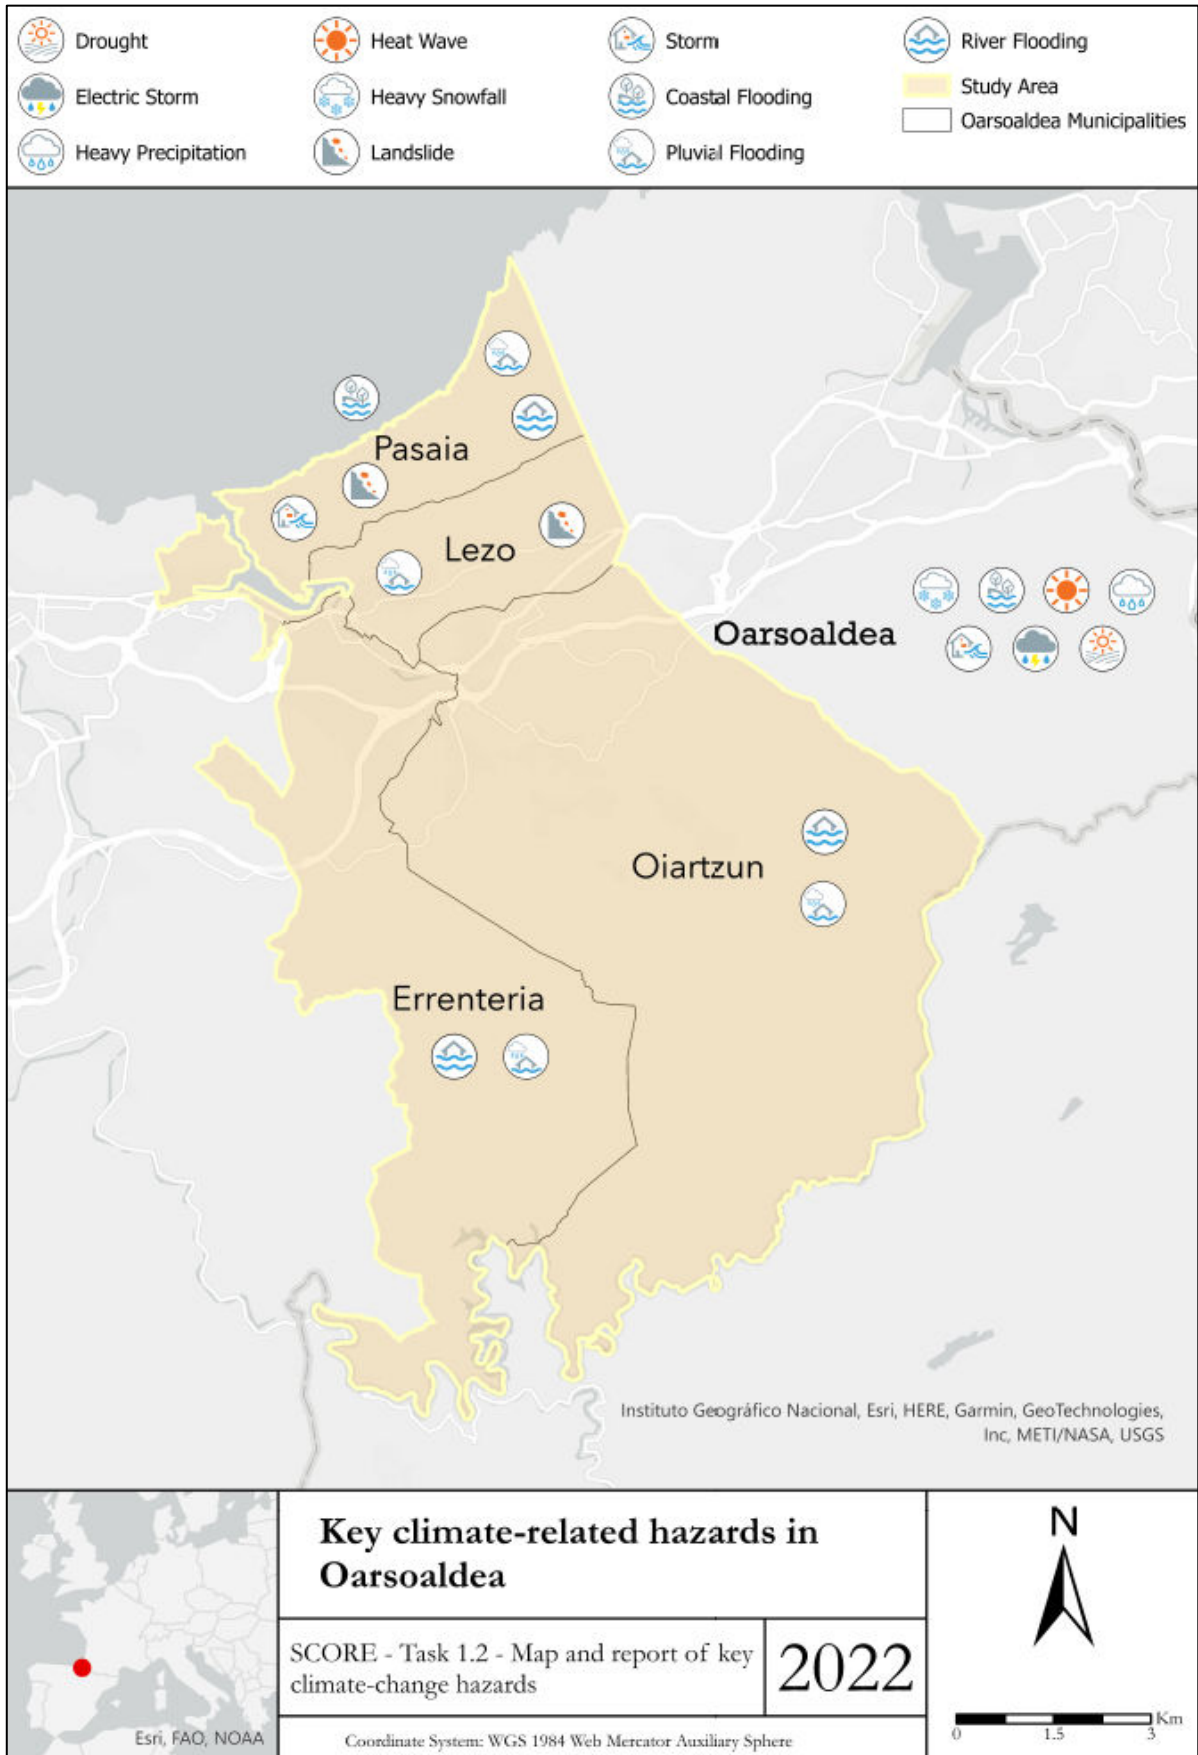 Drought
Heat Wave
Storm
River Flooding
Electric Storm
Heavy Snowfall
Coastal Flooding
Study Area
Oarsoaldea Municipalities
Heavy Precipitation
Landslide
Pluvial Flooding
Pasaia
Lezo
Oarsoaldea
Oiartzun
Errenteria
Instituto Geográfico Nacional, Esri, HERE, Garmin, GeoTechnologies,
Inc, METI/NASA, USGS
Key climate-related hazards in
Oarsoaldea
SCORE - Task 1.2 - Map and report of key
climate-change hazards
2022
Coordinate System: WGS 1984 Web Mercator Auxiliary Sphere
Esri, FAO, NOAA
N
Km
0 1.5 3